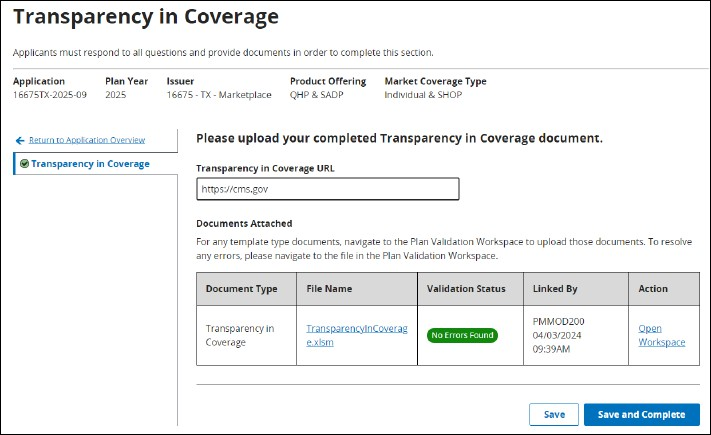 Transparency in Coverage
Applicants must respond to all questions and provide documents in order to complete this section.
Application Plan Year Issuer Product Offering Market Coverage Type
16675TX-2025-09 2025 16675 - TX - Marketplace QHP & SADP Individual & SHOP
Return to Application Overview
Transparency in Coverage
Please upload your completed Transparency in Coverage document.
Transparency in Coverage URL
https://cms.gov
Documents Attached
For any template type documents, navigate to the Plan Validation Workspace to upload those documents. To resolve
any errors, please navigate to the file in the Plan Validation Workspace.
Document Type File Name Validation Status Linked By Action
Transparency in
Coverage
TransparencyInCoverag
e.xlsm
No Errors Found
PMMOD200
04/03/2024
09:39AM
Open
Workspace
Save Save and Complete